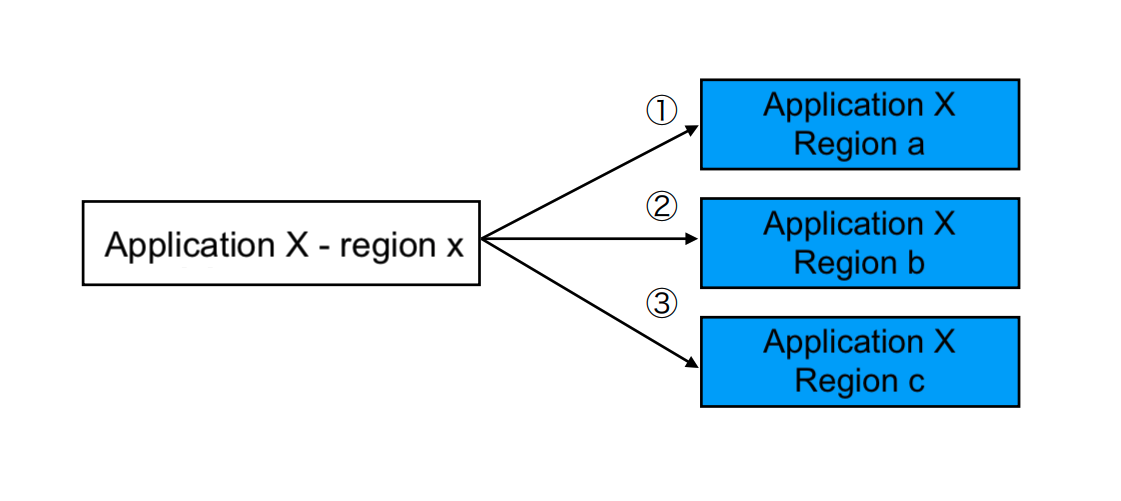 ①
Application X
Region a
②
Application X - region x
Application X
Region b
③
Application X
Region c